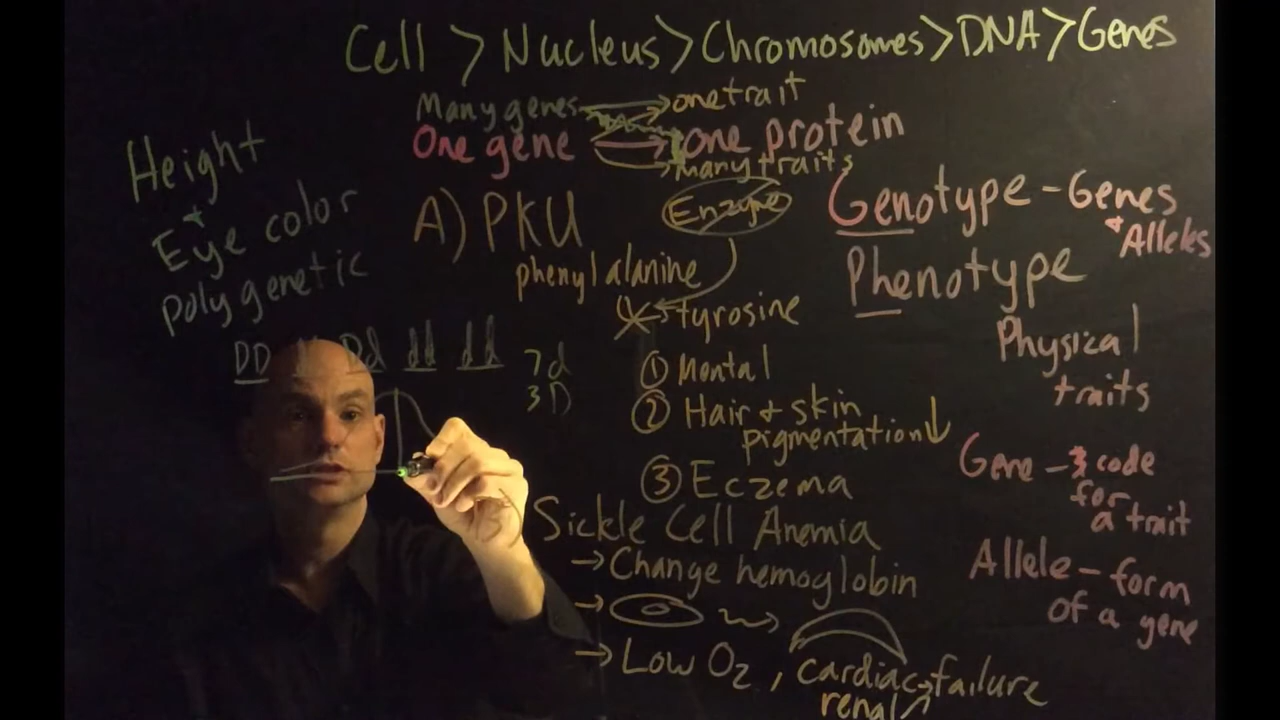 Cell > Nucleus > Chromosomes > DNA > Genes
Many genes → one trait
One gene → one protein
many traits
Height
+
Eye color
polygenetic
DD Dd dd dd
7d
3D
A) PKU
Enzyme
phenylalanine
→ tyrosine
① Mental
② Hair + skin
pigmentation ↓
③ Eczema
Sickle Cell Anemia
→ Change hemoglobin
→ Low O2, cardiac → failure
renal
Genotype - Genes
+ Alleles
Phenotype
Physical
traits
Gene - code
for
a trait
Allele - form
of a gene